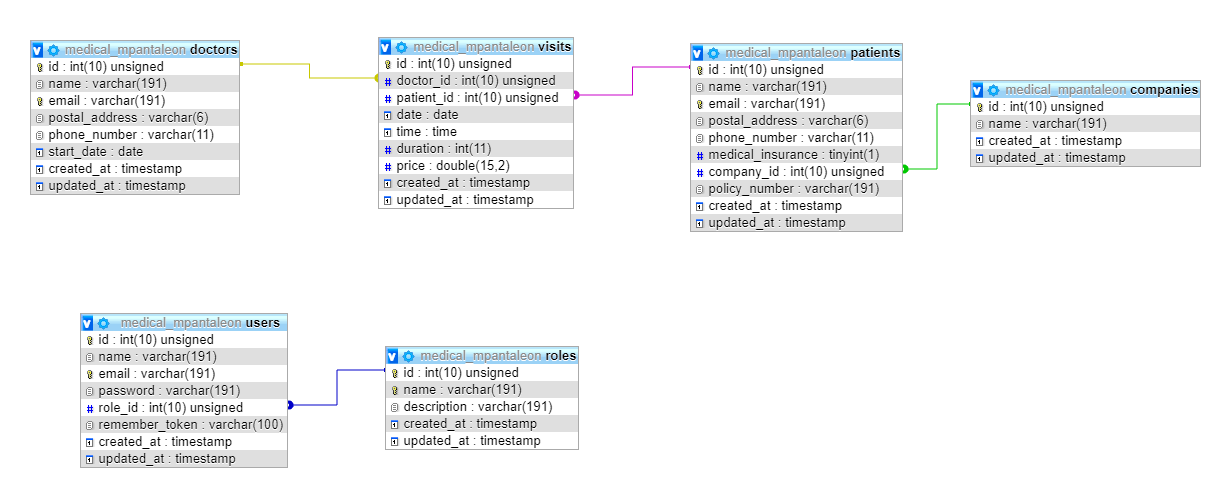 medical_mpantaleon doctors
id : int(10) unsigned
name : varchar(191)
email : varchar(191)
postal_address : varchar(6)
phone_number : varchar(11)
start_date : date
created_at : timestamp
updated_at : timestamp
medical_mpantaleon visits
id : int(10) unsigned
doctor_id : int(10) unsigned
patient_id : int(10) unsigned
date : date
time : time
duration : int(11)
price : double(15,2)
created_at : timestamp
updated_at : timestamp
medical_mpantaleon patients
id : int(10) unsigned
name : varchar(191)
email : varchar(191)
postal_address : varchar(6)
phone_number : varchar(11)
medical_insurance : tinyint(1)
company_id : int(10) unsigned
policy_number : varchar(191)
created_at : timestamp
updated_at : timestamp
medical_mpantaleon companies
id : int(10) unsigned
name : varchar(191)
created_at : timestamp
updated_at : timestamp
medical_mpantaleon users
id : int(10) unsigned
name : varchar(191)
email : varchar(191)
password : varchar(191)
role_id : int(10) unsigned
remember_token : varchar(100)
created_at : timestamp
updated_at : timestamp
medical_mpantaleon roles
id : int(10) unsigned
name : varchar(191)
description : varchar(191)
created_at : timestamp
updated_at : timestamp